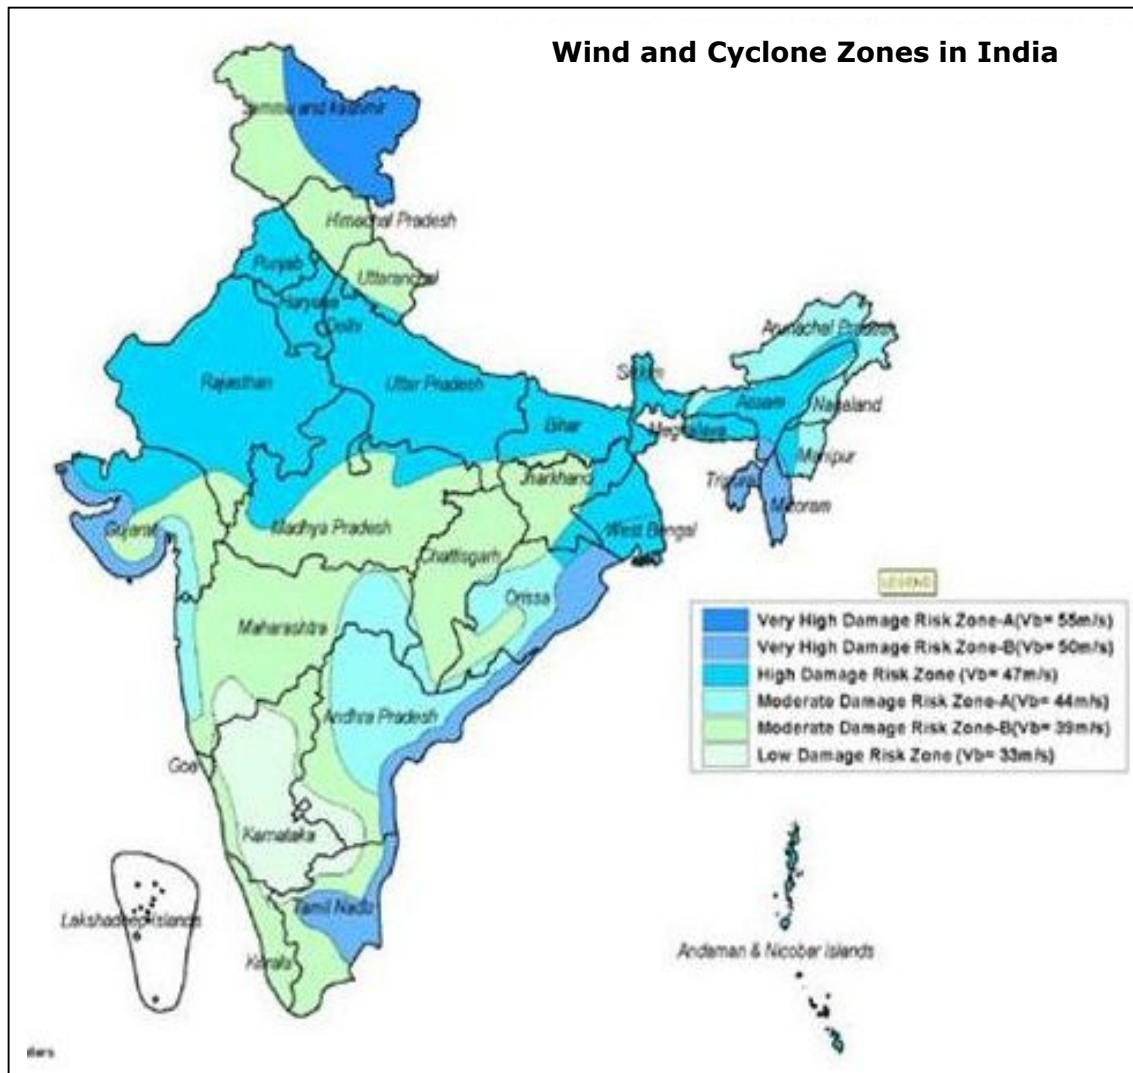 Wind and Cyclone Zones in India
Jammu and Kashmir
Himachal Pradesh
Punjab
Uttaranchal
Haryana
Delhi
Arunachal Pradesh
Rajasthan
Uttar Pradesh
Sikkim
Assam
Nagaland
Bihar
Meghalaya
Manipur
Jharkhand
Tripura
Mizoram
Gujarat
Madhya Pradesh
West Bengal
Chattisgarh
Orissa
Maharashtra
LEGEND
Very High Damage Risk Zone-A(Vb= 55m/s)
Very High Damage Risk Zone-B(Vb= 50m/s)
High Damage Risk Zone (Vb= 47m/s)
Moderate Damage Risk Zone-A(Vb= 44m/s)
Moderate Damage Risk Zone-B(Vb= 39m/s)
Low Damage Risk Zone (Vb= 33m/s)
Andhra Pradesh
Goa
Karnataka
Tamil Nadu
Lakshadeep Islands
Kerala
Andaman & Nicobar Islands